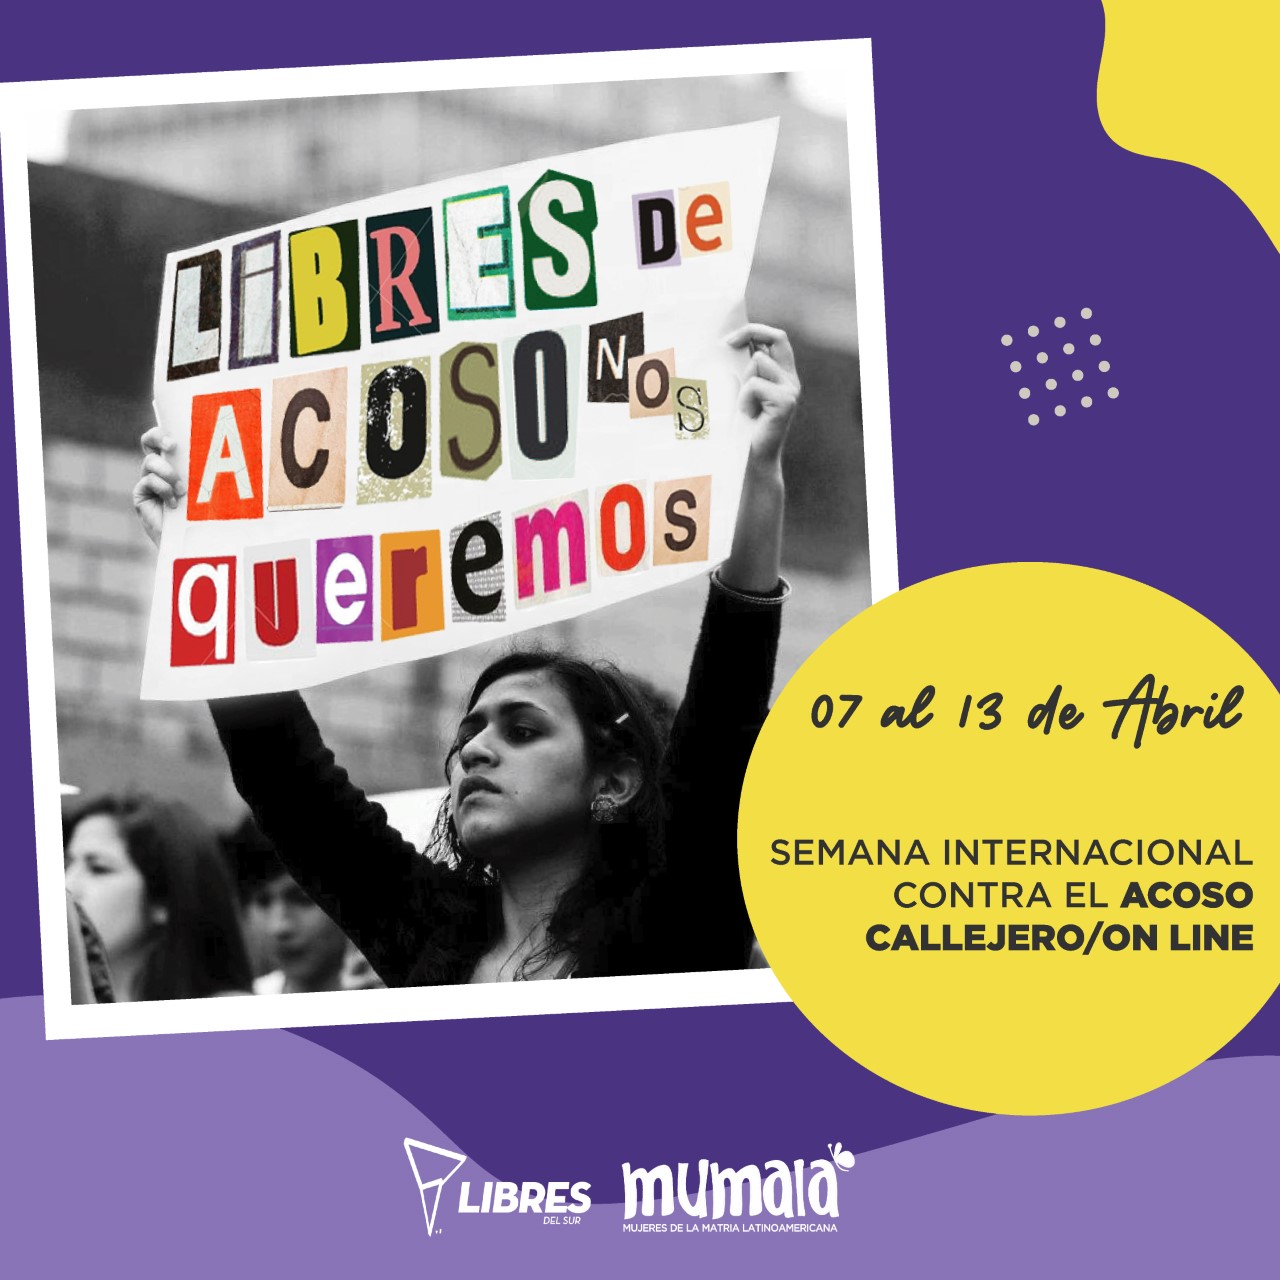 LiBRES De
ACOSO NOS
queremos
07 al 13 de Abril
SEMANA INTERNACIONAL
CONTRA EL ACOSO
CALLEJERO/ON LINE
LIBRES
DEL SUR
mumala
MUJERES DE LA MATRIA LATINOAMERICANA